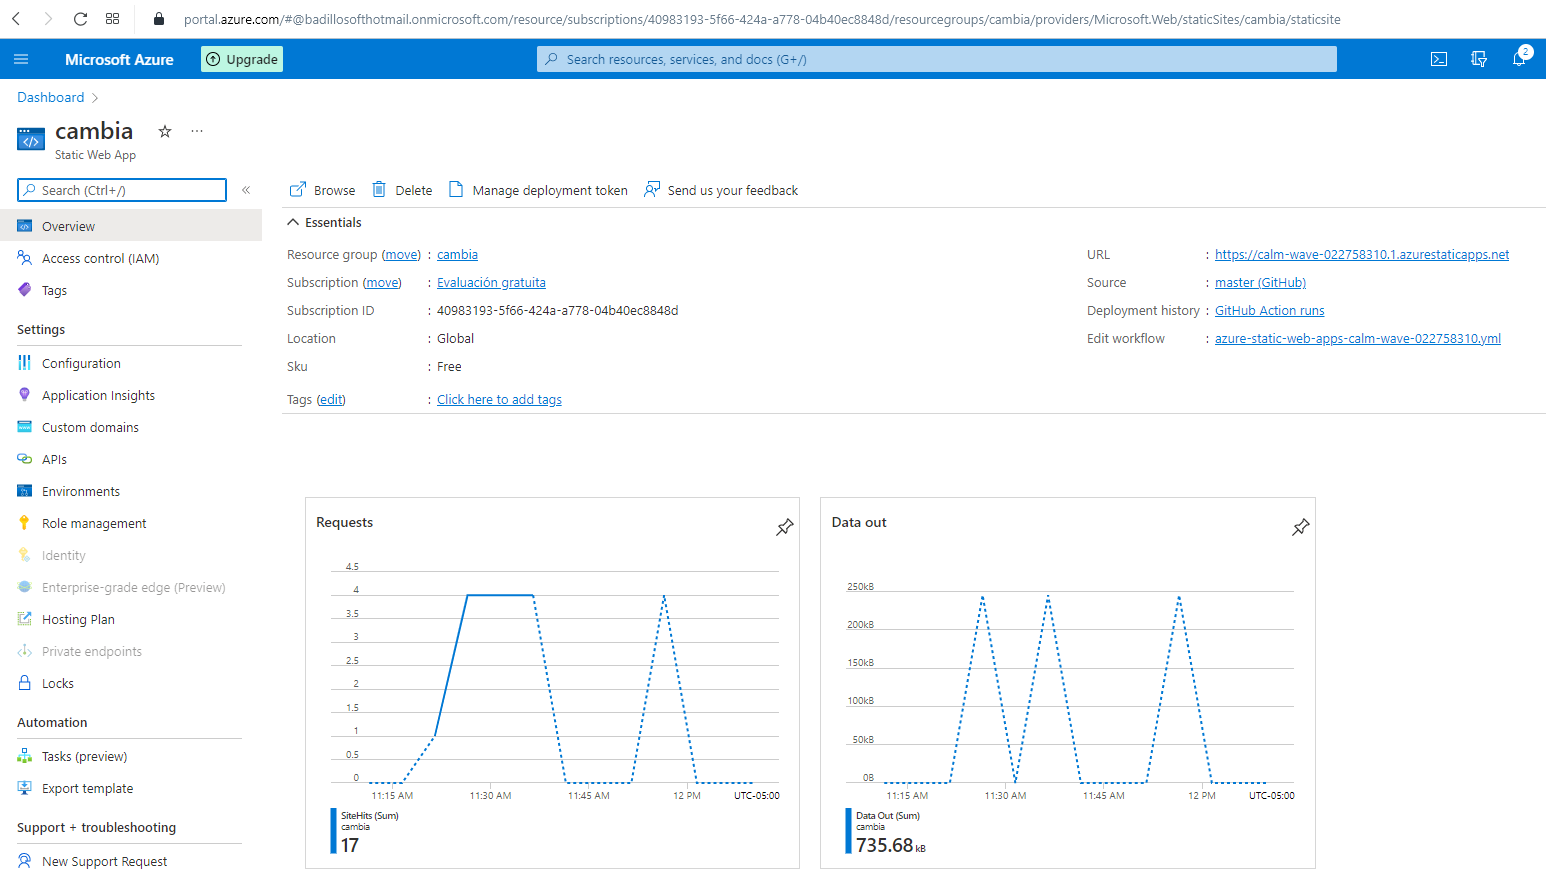 portal.azure.com/#@badillosofthotmail.onmicrosoft.com/resource/subscriptions/40983193-5f66-424a-a778-04b40ec8848d/resourcegroups/cambia/providers/Microsoft.Web/staticSites/cambia/staticsite
Microsoft Azure
Upgrade
Search resources, services, and docs (G+/)
2
Dashboard
cambia
Static Web App
Search (Ctrl+/)
«
Overview
Access control (IAM)
Tags
Settings
Configuration
Application Insights
Custom domains
APIs
Environments
Role management
Identity
Enterprise-grade edge (Preview)
Hosting Plan
Private endpoints
Locks
Automation
Tasks (preview)
Export template
Support + troubleshooting
New Support Request
Browse
Delete
Manage deployment token
Send us your feedback
Essentials
Resource group (move) : cambia
Subscription (move) : Evaluación gratuita
Subscription ID : 40983193-5f66-424a-a778-04b40ec8848d
Location : Global
Sku : Free
Tags (edit) : Click here to add tags
URL : https://calm-wave-022758310.1.azurestaticapps.net
Source : master (GitHub)
Deployment history : GitHub Action runs
Edit workflow : azure-static-web-apps-calm-wave-022758310.yml
Requests
4.5
4
3.5
3
2.5
2
1.5
1
0.5
0
11:15 AM 11:30 AM 11:45 AM 12 PM UTC-05:00
SiteHits (Sum)
cambia
17
Data out
250kB
200kB
150kB
100kB
50kB
0B
11:15 AM 11:30 AM 11:45 AM 12 PM UTC-05:00
Data Out (Sum)
cambia
735.68 kB